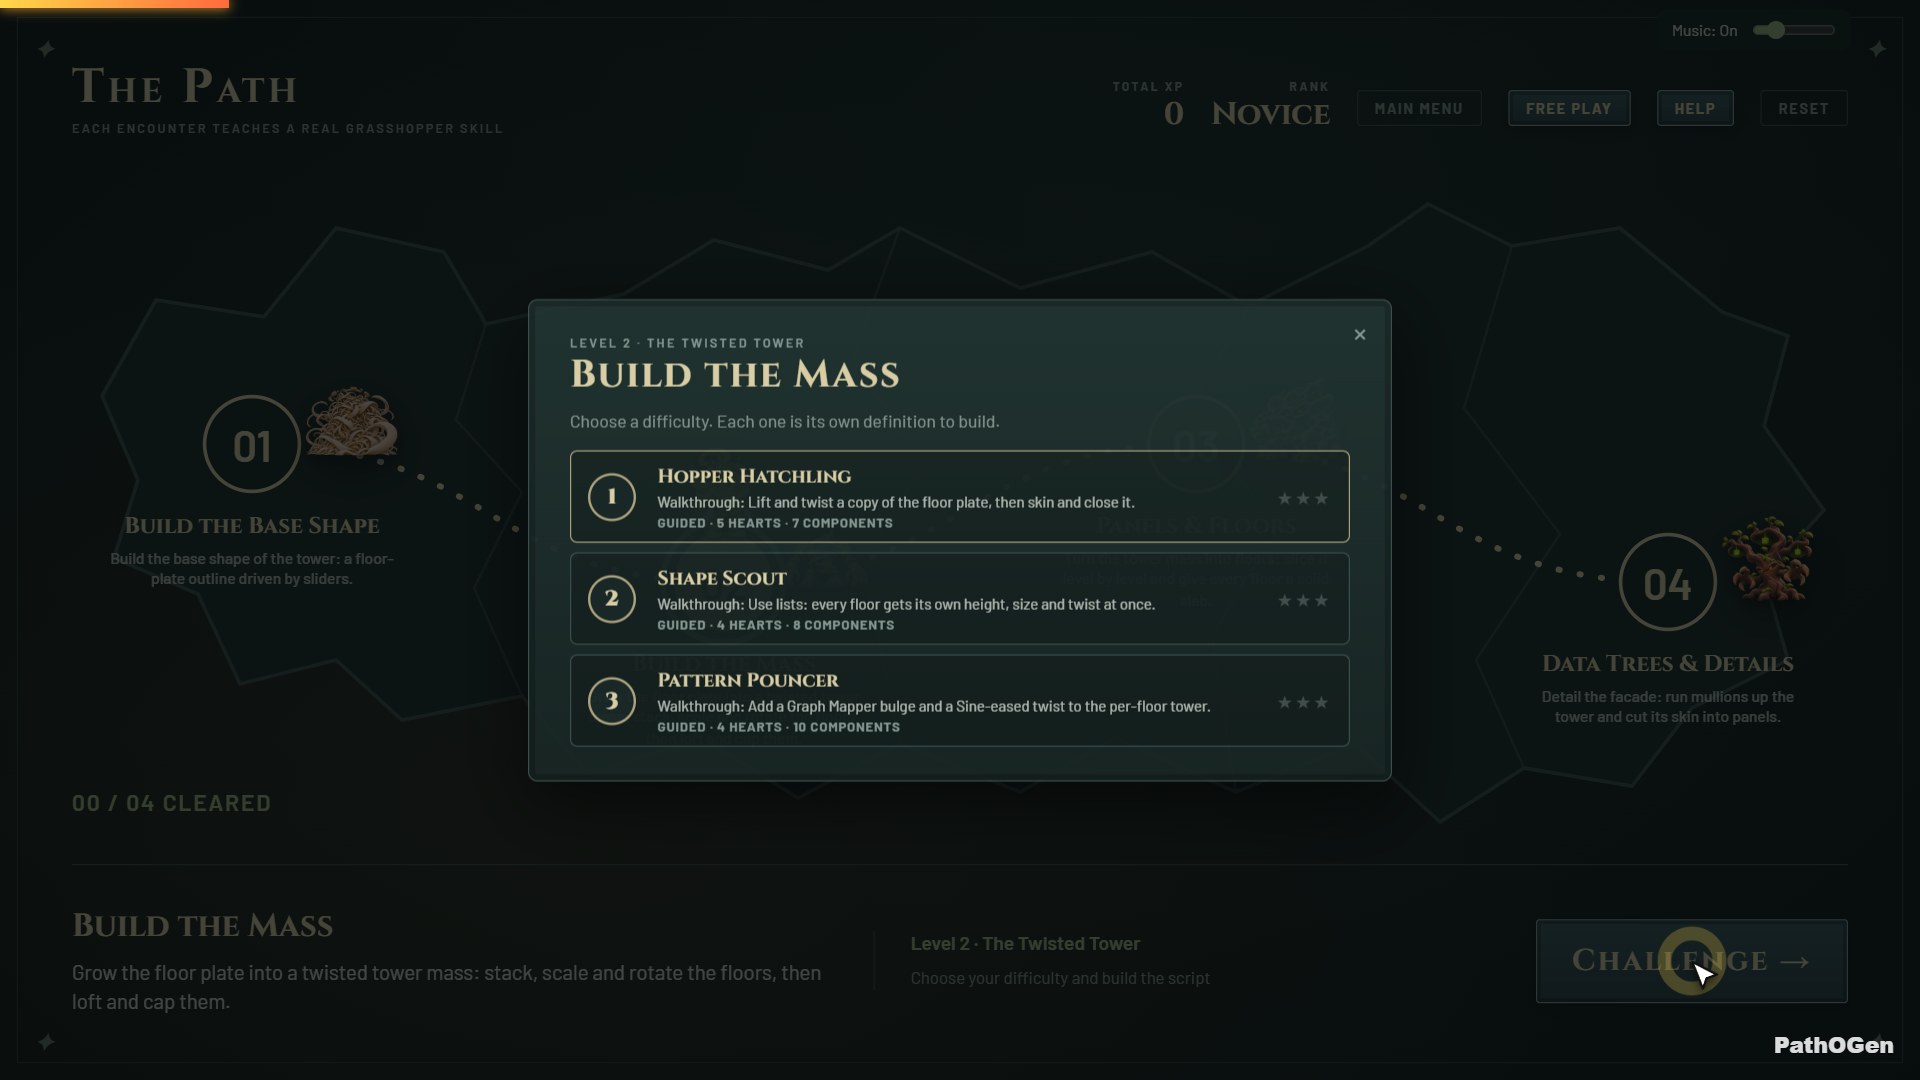 Music: On
The Path
EACH ENCOUNTER TEACHES A REAL GRASSHOPPER SKILL
TOTAL XP
0
RANK
Novice
MAIN MENU
FREE PLAY
HELP
RESET
LEVEL 2 · THE TWISTED TOWER
Build the Mass
×
Choose a difficulty. Each one is its own definition to build.
1
Hopper Hatchling
Walkthrough: Lift and twist a copy of the floor plate, then skin and close it.
GUIDED · 5 HEARTS · 7 COMPONENTS
★★★
2
Shape Scout
Walkthrough: Use lists: every floor gets its own height, size and twist at once.
GUIDED · 4 HEARTS · 8 COMPONENTS
★★★
3
Pattern Pouncer
Walkthrough: Add a Graph Mapper bulge and a Sine-eased twist to the per-floor tower.
GUIDED · 4 HEARTS · 10 COMPONENTS
★★★
01
Build the Base Shape
Build the base shape of the tower: a floor-
plate outline driven by sliders.
03
Panels & Floors
Build the Mass
04
Data Trees & Details
Detail the facade: run mullions up the
tower and cut its skin into panels.
00 / 04 CLEARED
Build the Mass
Grow the floor plate into a twisted tower mass: stack, scale and rotate the floors, then
loft and cap them.
Level 2 · The Twisted Tower
Choose your difficulty and build the script
Challenge →
PathOGen